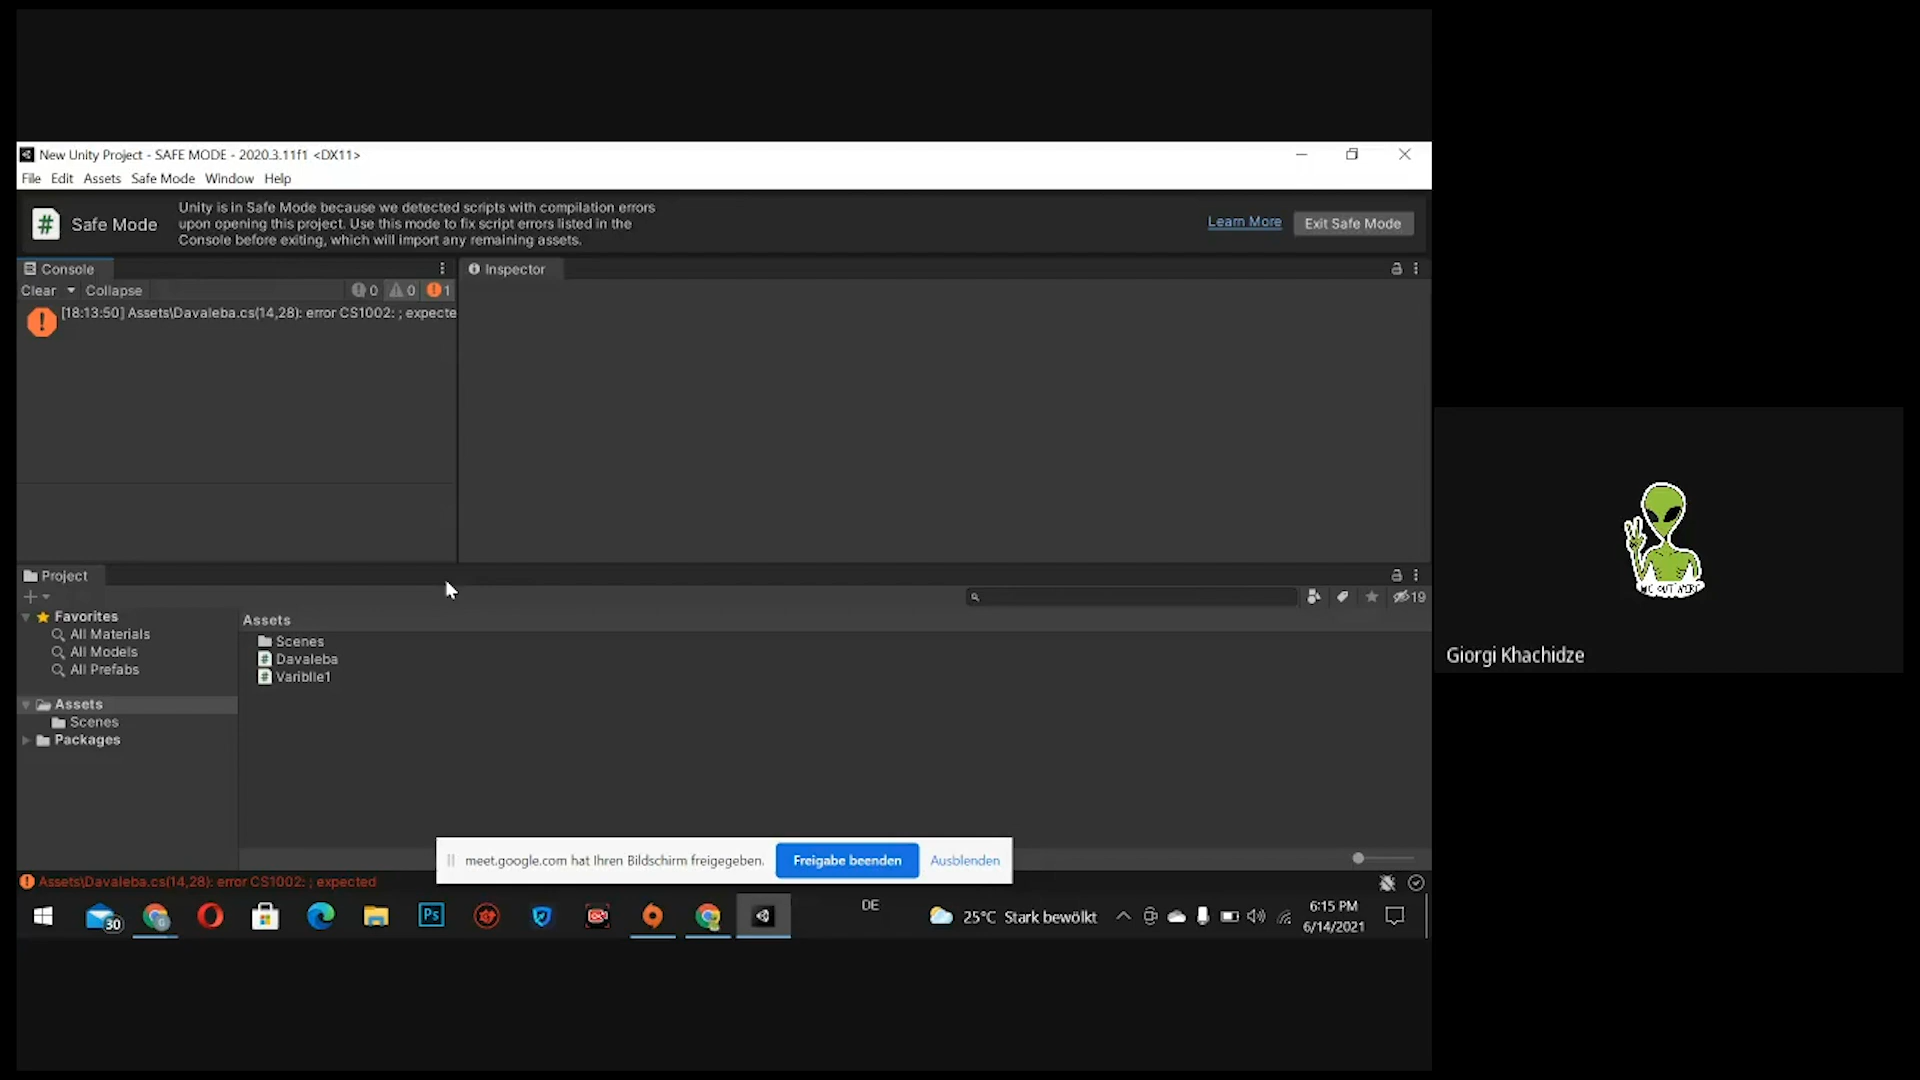 New Unity Project - SAFE MODE - 2020.3.11f1 <DX11>
File Edit Assets Safe Mode Window Help
Safe Mode
Unity is in Safe Mode because we detected scripts with compilation errors
upon opening this project. Use this mode to fix script errors listed in the
Console before exiting, which will import any remaining assets.
Learn More
Exit Safe Mode
Console
Inspector
Clear Collapse 0 0 1
[18:13:50] Assets\Davaleba.cs(14,28): error CS1002: ; expecte
Project
19
Favorites
All Materials
All Models
All Prefabs
Assets
Scenes
Packages
Assets
Scenes
Davaleba
Variblle1
meet.google.com hat Ihren Bildschirm freigegeben.
Freigabe beenden
Ausblenden
Assets\Davaleba.cs(14,28): error CS1002: ; expected
30
Ps
DE
25°C Stark bewölkt
6:15 PM
6/14/2021
Giorgi Khachidze